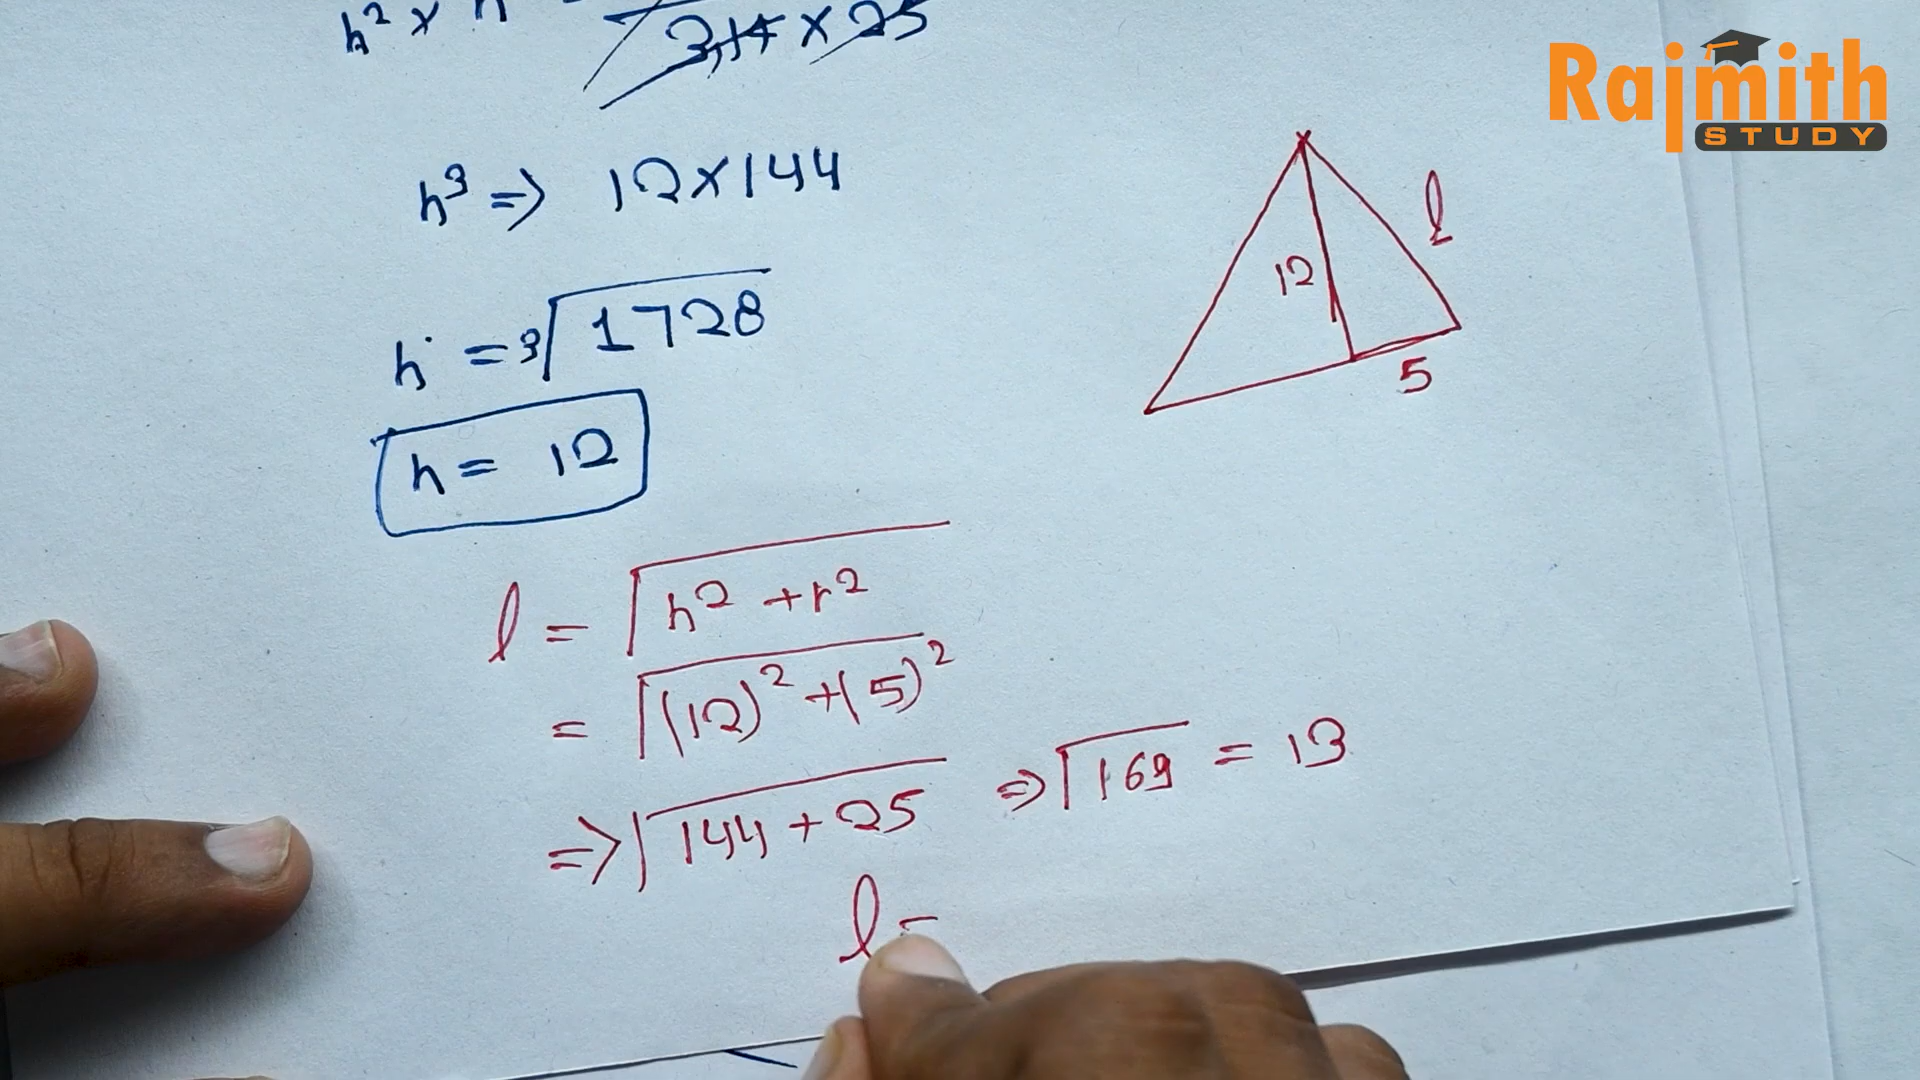 h² x h
3,14 x 25
h³ => 12 x 144
h = ³√1728
h = 12
l = √h² + r²
= √(12)² + (5)²
=> √144 + 25 => √169 = 13
l =
12
l
5
Rajmith
STUDY